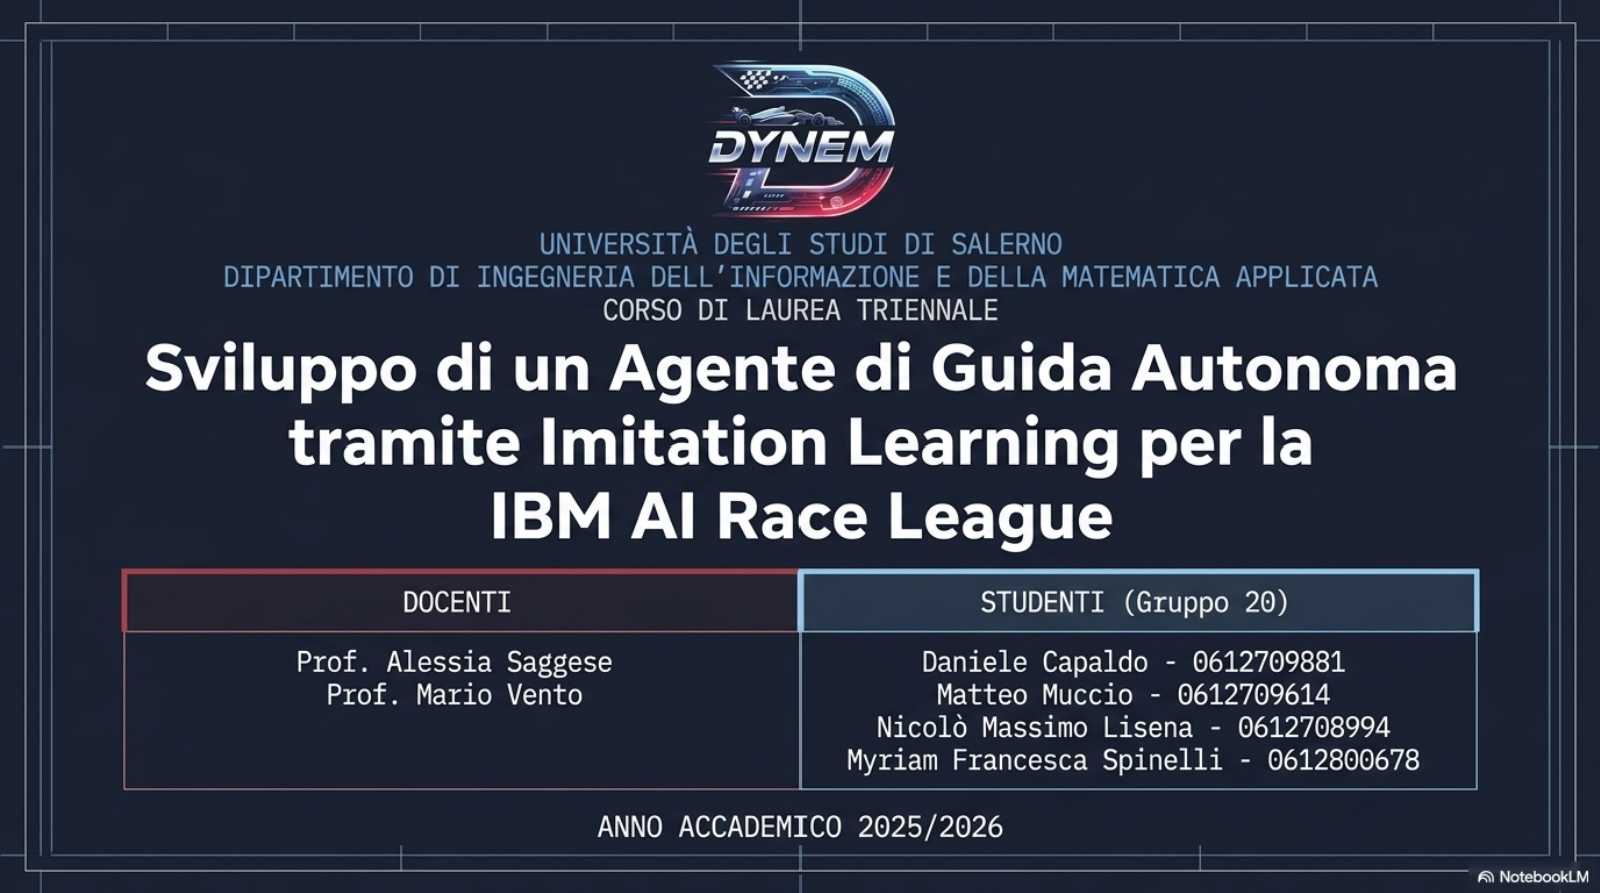 DYNEM
UNIVERSITÀ DEGLI STUDI DI SALERNO
DIPARTIMENTO DI INGEGNERIA DELL'INFORMAZIONE E DELLA MATEMATICA APPLICATA
CORSO DI LAUREA TRIENNALE
Sviluppo di un Agente di Guida Autonoma
tramite Imitation Learning per la
IBM AI Race League
DOCENTI
Prof. Alessia Saggese
Prof. Mario Vento
STUDENTI (Gruppo 20)
Daniele Capaldo - 0612709881
Matteo Muccio - 0612709614
Nicolò Massimo Lisena - 0612708994
Myriam Francesca Spinelli - 0612800678
ANNO ACCADEMICO 2025/2026
NotebookLM